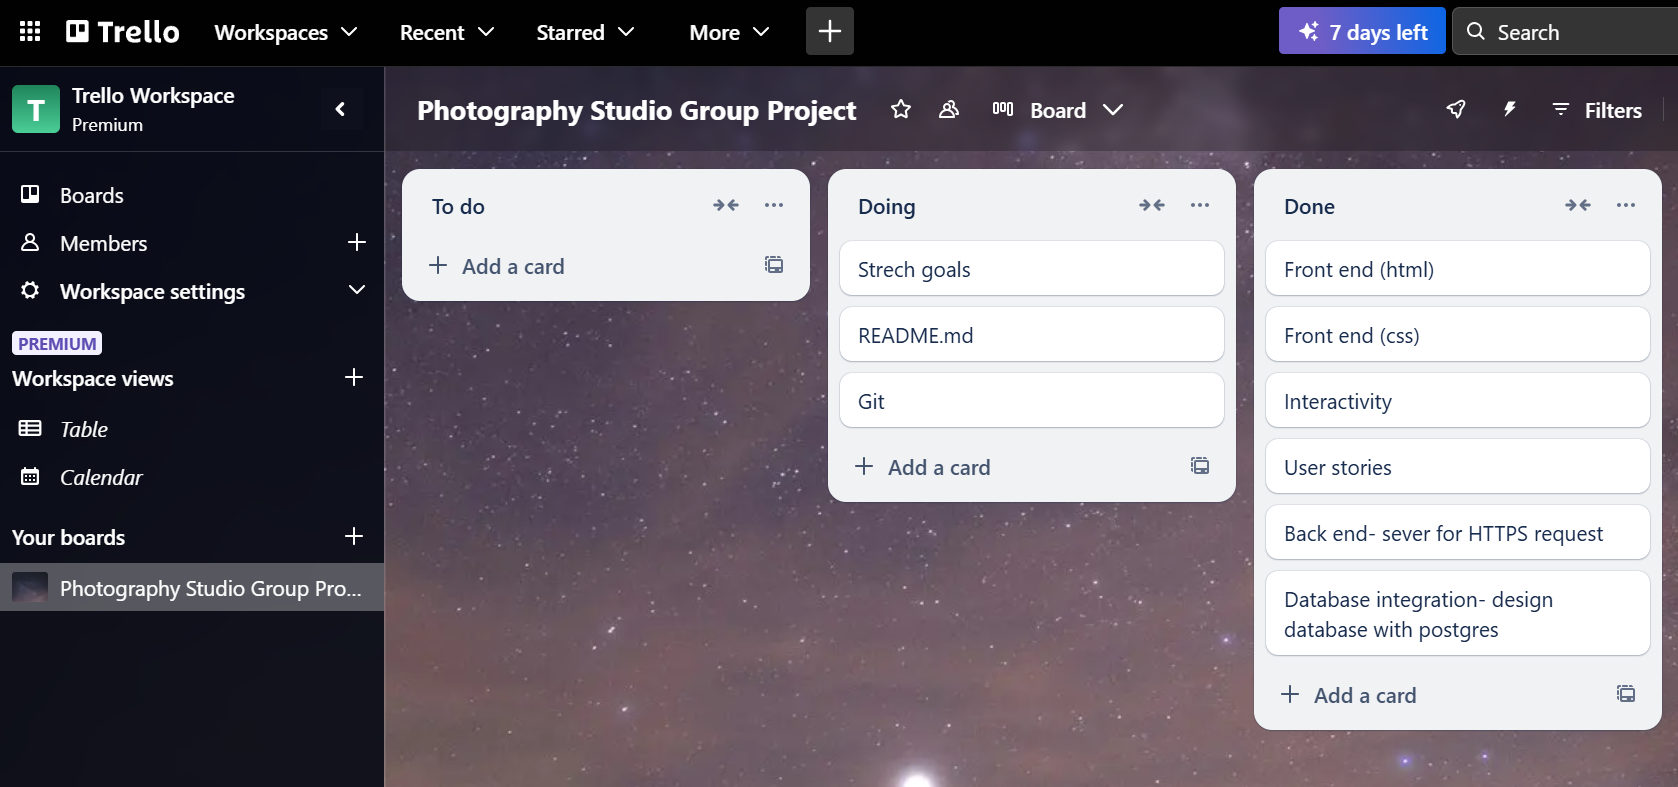 Trello
Workspaces
Recent
Starred
More
7 days left
Search
T
Trello Workspace
Premium
Photography Studio Group Project
Board
Filters
Boards
Members
Workspace settings
PREMIUM
Workspace views
Table
Calendar
Your boards
Photography Studio Group Pro...
To do
Add a card
Doing
Strech goals
README.md
Git
Add a card
Done
Front end (html)
Front end (css)
Interactivity
User stories
Back end- sever for HTTPS request
Database integration- design
database with postgres
Add a card